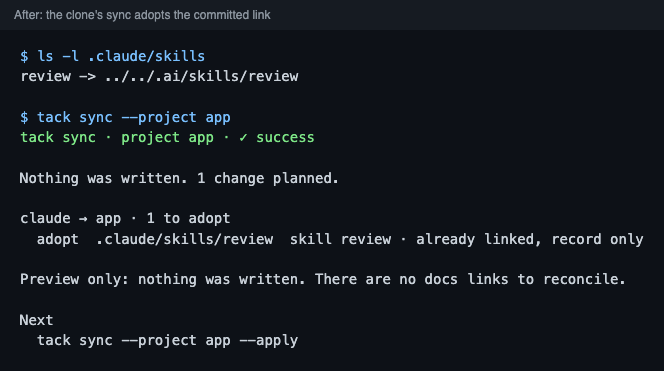 After: the clone's sync adopts the committed link
$ ls -l .claude/skills
review -> ../../.ai/skills/review
$ tack sync --project app
tack sync · project app · ✓ success
Nothing was written. 1 change planned.
claude → app · 1 to adopt
adopt .claude/skills/review skill review · already linked, record only
Preview only: nothing was written. There are no docs links to reconcile.
Next
tack sync --project app --apply